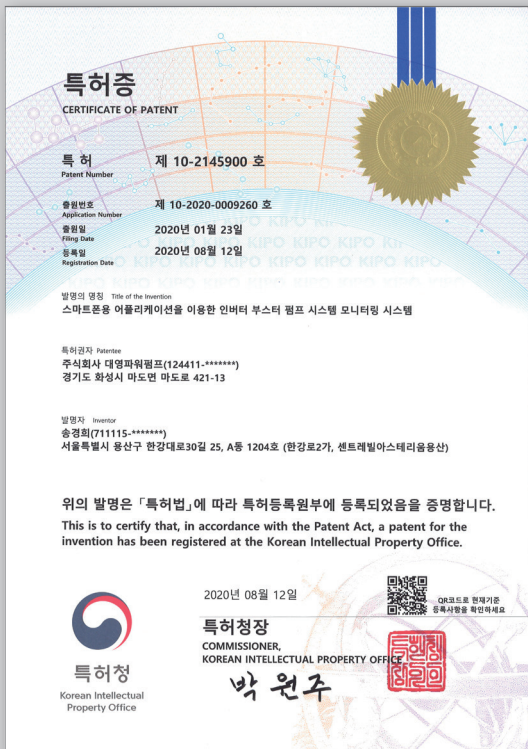 특허증
CERTIFICATE OF PATENT
특 허
Patent Number
제 10-2145900 호
출원번호
Application Number
제 10-2020-0009260 호
출원일
Filing Date
2020년 01월 23일
등록일
Registration Date
2020년 08월 12일
발명의 명칭 Title of the Invention
스마트폰용 어플리케이션을 이용한 인버터 부스터 펌프 시스템 모니터링 시스템
특허권자 Patentee
주식회사 대영파워펌프(124411-*******)
경기도 화성시 마도면 마도로 421-13
발명자 Inventor
송경희(711115-*******)
서울특별시 용산구 한강대로30길 25, A동 1204호 (한강로2가, 센트레빌아스테리움용산)
위의 발명은 「특허법」에 따라 특허등록원부에 등록되었음을 증명합니다.
This is to certify that, in accordance with the Patent Act, a patent for the
invention has been registered at the Korean Intellectual Property Office.
2020년 08월 12일
QR코드로 현재기준
등록사항을 확인하세요
특허청장
COMMISSIONER,
KOREAN INTELLECTUAL PROPERTY OFFICE
박원주
특허청
Korean Intellectual
Property Office